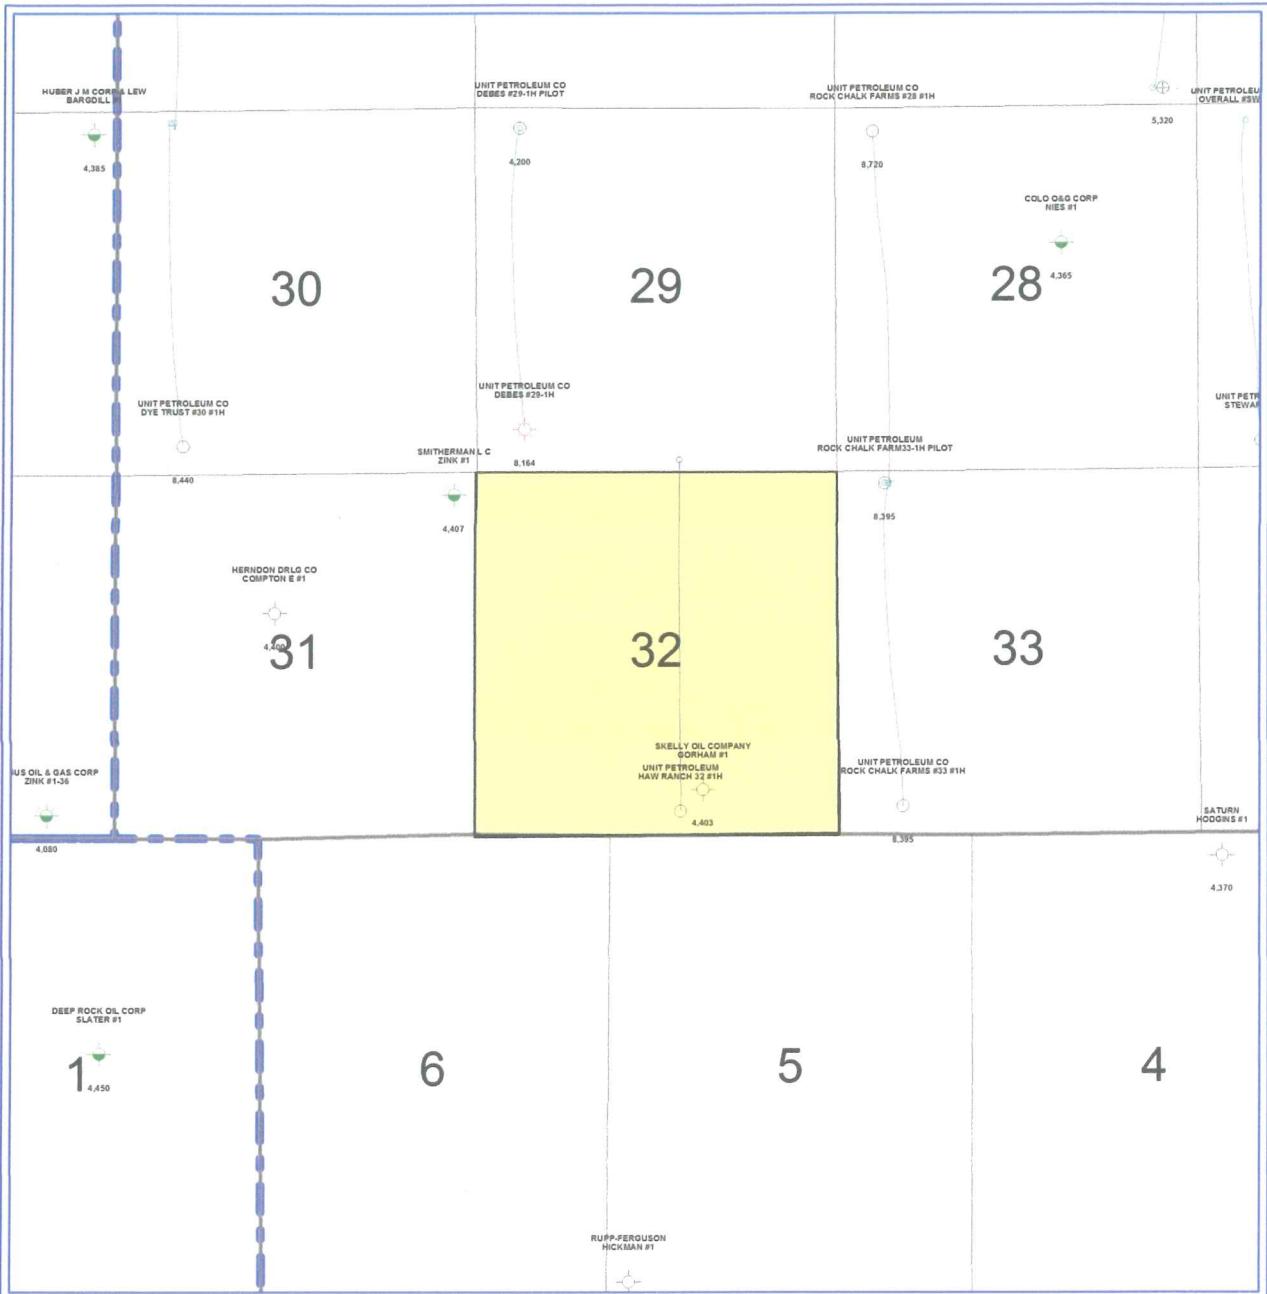 HUBER J M CORP & LEW
BARGDILL
4,385
UNIT PETROLEUM CO
DEBES #29-1H PILOT
4,200
UNIT PETROLEUM CO
ROCK CHALK FARMS #28 #1H
8,720
5,320
UNIT PETROLEU
OVERALL #SW
COLO O&G CORP
NIES #1
4,365
30
29
28
UNIT PETROLEUM CO
DYE TRUST #30 #1H
8,440
UNIT PETROLEUM CO
DEBES #29-1H
8,164
UNIT PETR
STEWAR
SMITHERMAN L C
ZINK #1
4,407
UNIT PETROLEUM
ROCK CHALK FARM33-1H PILOT
8,395
HERNDON DRLG CO
COMPTON E #1
31
32
33
SKELLY OIL COMPANY
GORHAM #1
UNIT PETROLEUM
HAW RANCH 32 #1H
4,403
UNIT PETROLEUM CO
ROCK CHALK FARMS #33 #1H
8,395
US OIL & GAS CORP
ZINK #1-36
4,080
SATURN
HODGINS #1
4,370
DEEP ROCK OIL CORP
SLATER #1
1
4,450
6
5
4
RUPP-FERGUSON
HICKMAN #1